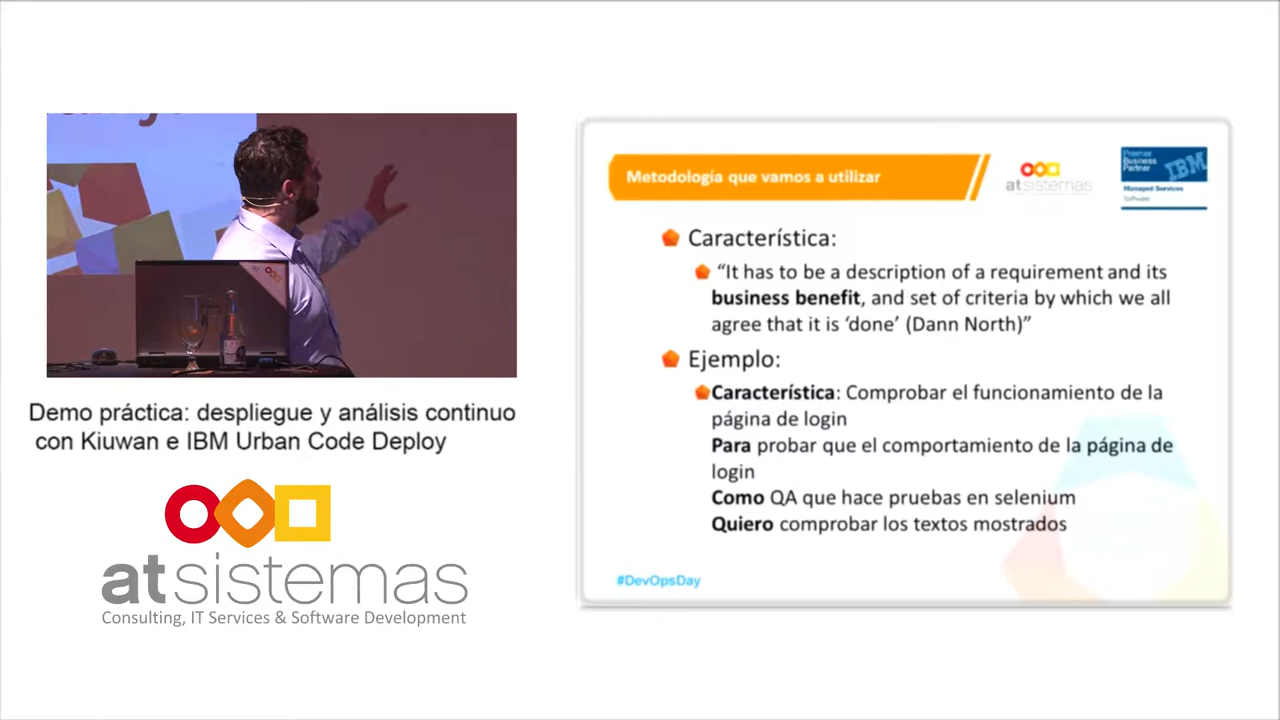 Demo práctica: despliegue y análisis continuo
con Kiuwan e IBM Urban Code Deploy
atsistemas
Consulting, IT Services & Software Development
Metodología que vamos a utilizar
atsistemas
Premier
Business
Partner
IBM
Managed Services
Software
Característica:
“It has to be a description of a requirement and its
business benefit, and set of criteria by which we all
agree that it is ‘done’ (Dann North)”
Ejemplo:
Característica: Comprobar el funcionamiento de la
página de login
Para probar que el comportamiento de la página de
login
Como QA que hace pruebas en selenium
Quiero comprobar los textos mostrados
#DevOpsDay